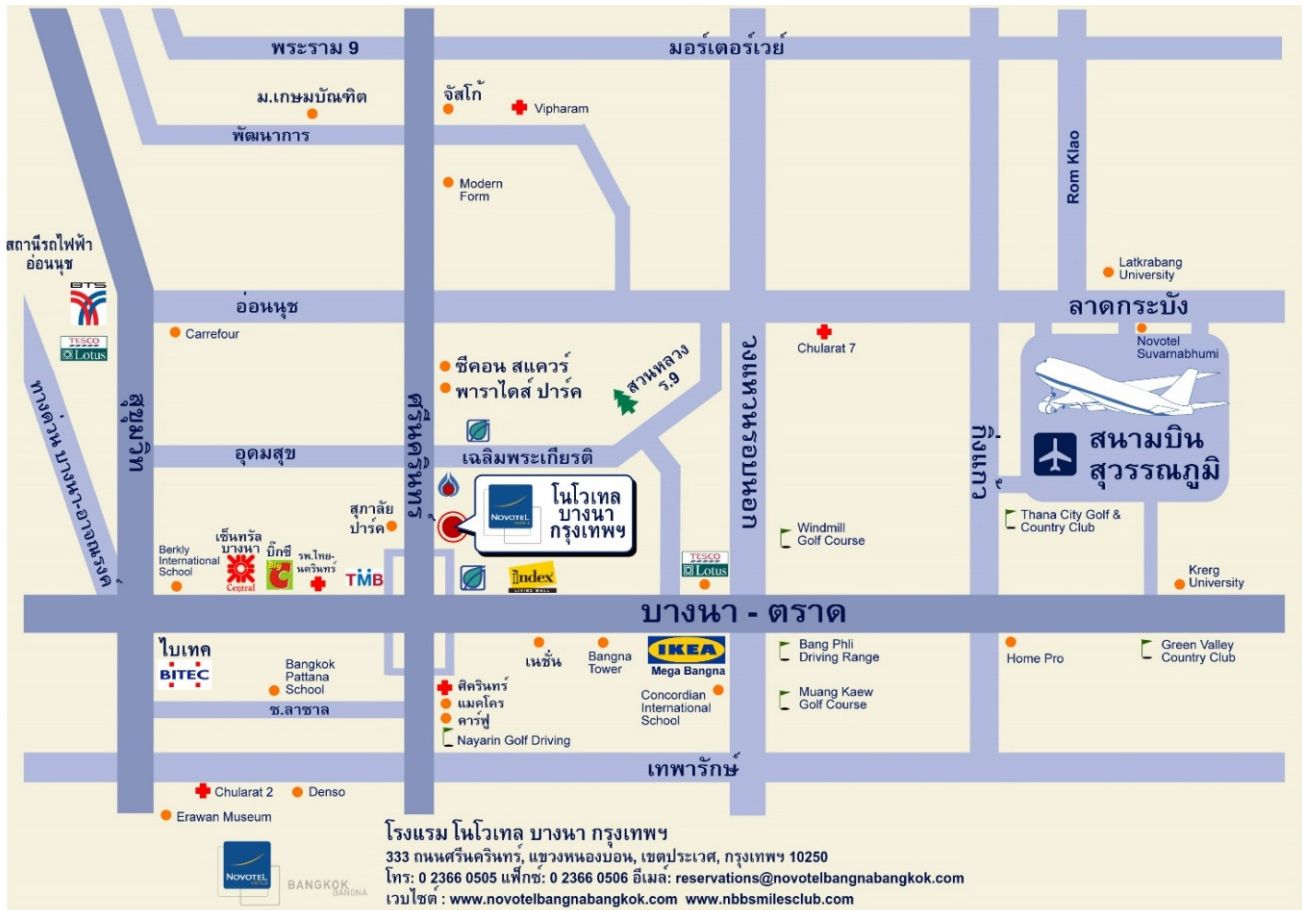 พระราม 9
มอร์เตอร์เวย์
ม.เกษมบัณฑิต
จัสโก้
Vipharam
พัฒนาการ
Modern
Form
Rom Klao
สถานีรถไฟฟ้า
อ่อนนุช
BTS
TESCO
Lotus
Latkrabang
University
อ่อนนุช
ลาดกระบัง
Carrefour
Chularat 7
Novotel
Suvarnabhumi
ซีคอน สแควร์
พาราไดส์ ปาร์ค
สวนหลวง
ร.9
ทางด่วน บางนา-อาจณรงค์
สุขุมวิท
ศรีนครินทร์
วงแหวนรอบนอก
กิ่งแก้ว
สนามบิน
สุวรรณภูมิ
อุดมสุข
เฉลิมพระเกียรติ
NOVOTEL
โนโวเทล
บางนา
กรุงเทพฯ
สุภาลัย
ปาร์ค
Thana City Golf &
Country Club
Windmill
Golf Course
Berkly
International
School
เซ็นทรัล
บางนา
Central
บิ๊กซี
Big C
รพ.ไทย-
นครินทร์
TMB
Index
LIVING MALL
TESCO
Lotus
Krerg
University
บางนา - ตราด
ไบเทค
BITEC
Bangkok
Pattana
School
เนชั่น
Bangna
Tower
IKEA
Mega Bangna
Bang Phli
Driving Range
Home Pro
Green Valley
Country Club
ซ.ลาซาล
ศิครินทร์
แมคโคร
คาร์ฟู
Nayarin Golf Driving
Concordian
International
School
Muang Kaew
Golf Course
เทพารักษ์
Chularat 2
Denso
Erawan Museum
NOVOTEL
BANGKOK
BANGNA
โรงแรม โนโวเทล บางนา กรุงเทพฯ
333 ถนนศรีนครินทร์, แขวงหนองบอน, เขตประเวศ, กรุงเทพฯ 10250
โทร: 0 2366 0505 แฟ็กซ์: 0 2366 0506 อีเมล์: reservations@novotelbangnabangkok.com
เวบไซต์ : www.novotelbangnabangkok.com www.nbbsmilesclub.com